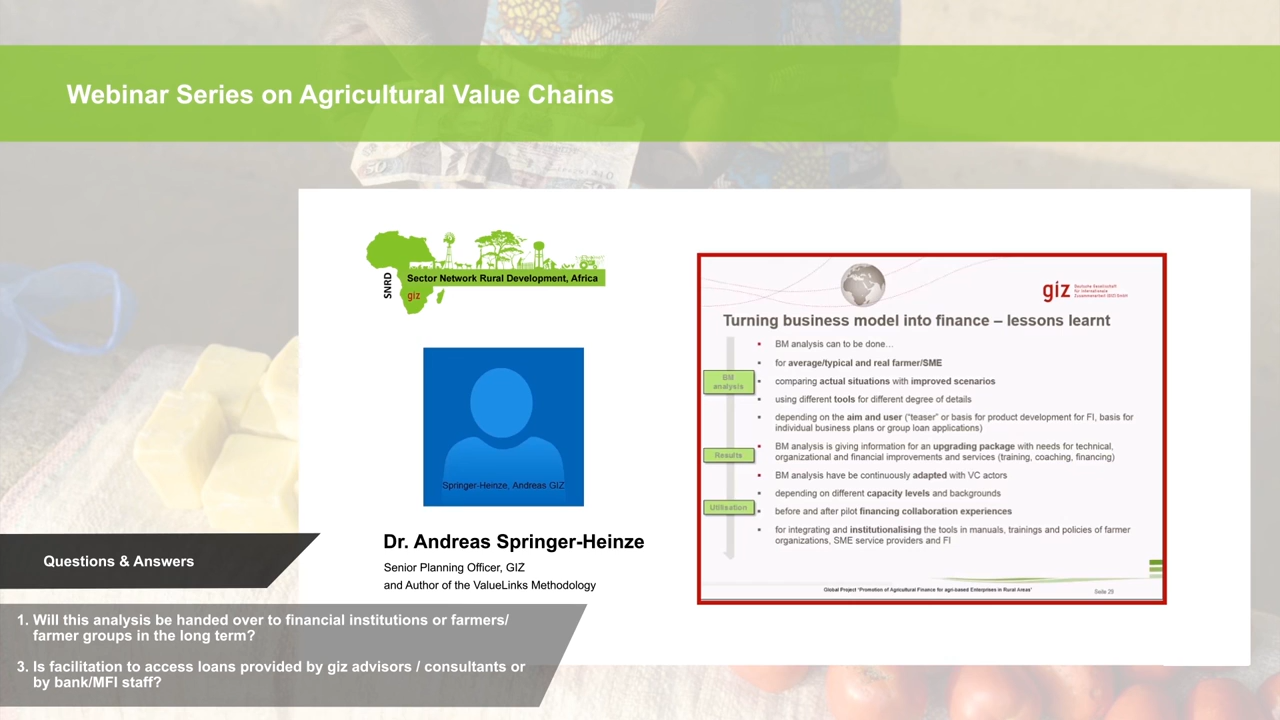 Webinar Series on Agricultural Value Chains
50
SNRD
Sector Network Rural Development, Africa
giz
Springer-Heinze, Andreas GIZ
Dr. Andreas Springer-Heinze
Senior Planning Officer, GIZ
and Author of the ValueLinks Methodology
giz
Deutsche Gesellschaft
für Internationale
Zusammenarbeit (GIZ) GmbH
Turning business model into finance – lessons learnt
BM analysis
▪ BM analysis can to be done…
▪ for average/typical and real farmer/SME
▪ comparing actual situations with improved scenarios
▪ using different tools for different degree of details
▪ depending on the aim and user (“teaser” or basis for product development for FI, basis for
individual business plans or group loan applications)
Results
▪ BM analysis is giving information for an upgrading package with needs for technical,
organizational and financial improvements and services (training, coaching, financing)
▪ BM analysis have be continuously adapted with VC actors
▪ depending on different capacity levels and backgrounds
Utilisation
▪ before and after pilot financing collaboration experiences
▪ for integrating and institutionalising the tools in manuals, trainings and policies of farmer
organizations, SME service providers and FI
Global Project “Promotion of Agricultural Finance for agri-based Enterprises in Rural Areas”
Seite 29
Questions & Answers
1. Will this analysis be handed over to financial institutions or farmers/
farmer groups in the long term?
3. Is facilitation to access loans provided by giz advisors / consultants or
by bank/MFI staff?